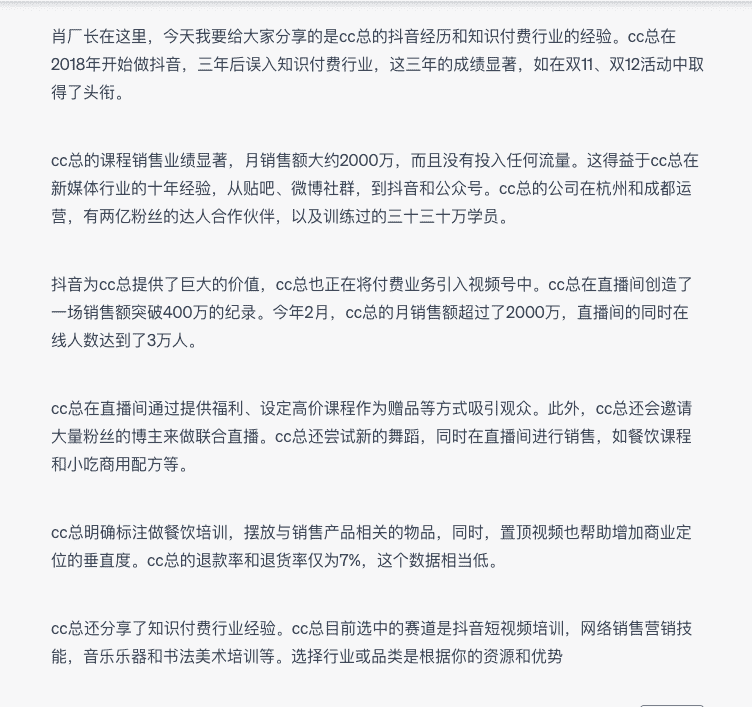 肖厂长在这里，今天我要给大家分享的是cc总的抖音经历和知识付费行业的经验。cc总在
2018年开始做抖音，三年后误入知识付费行业，这三年的成绩显著，如在双11、双12活动中取
得了头衔。
cc总的课程销售业绩显著，月销售额大约2000万，而且没有投入任何流量。这得益于cc总在
新媒体行业的十年经验，从贴吧、微博社群，到抖音和公众号。cc总的公司在杭州和成都运
营，有两亿粉丝的达人合作伙伴，以及训练过的三十三十万学员。
抖音为cc总提供了巨大的价值，cc总也正在将付费业务引入视频号中。cc总在直播间创造了
一场销售额突破400万的纪录。今年2月，cc总的月销售额超过了2000万，直播间的同时在
线人数达到了3万人。
cc总在直播间通过提供福利、设定高价课程作为赠品等方式吸引观众。此外，cc总还会邀请
大量粉丝的博主来做联合直播。cc总还尝试新的舞蹈，同时在直播间进行销售，如餐饮课程
和小吃商用配方等。
cc总明确标注做餐饮培训，摆放与销售产品相关的物品，同时，置顶视频也帮助增加商业定
位的垂直度。cc总的退款率和退货率仅为7%，这个数据相当低。
cc总还分享了知识付费行业经验。cc总目前选中的赛道是抖音短视频培训，网络销售营销技
能，音乐乐器和书法美术培训等。选择行业或品类是根据你的资源和优势